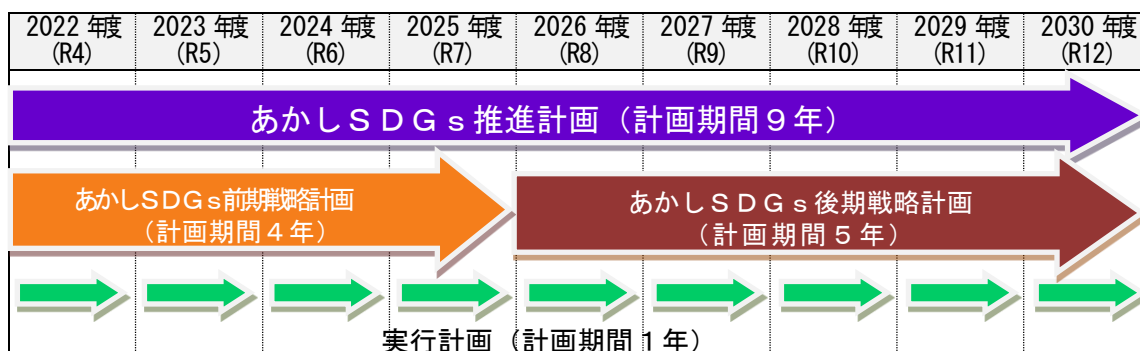 2022 年度 2023 年度 2024 年度 2025 年度 2026 年度 2027 年度 2028 年度 2029 年度 2030 年度
(R4) (R5) (R6) (R7) (R8) (R9) (R10) (R11) (R12)
あかしＳＤＧｓ推進計画（計画期間９年）
あかしＳＤＧｓ前期戦略計画
（計画期間４年）
あかしＳＤＧｓ後期戦略計画
（計画期間５年）
実行計画（計画期間１年）